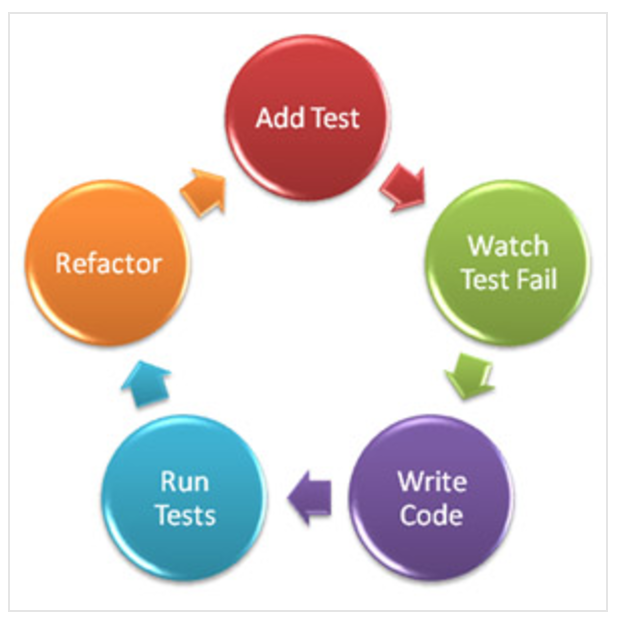 Add Test
Watch
Test Fail
Write
Code
Run
Tests
Refactor